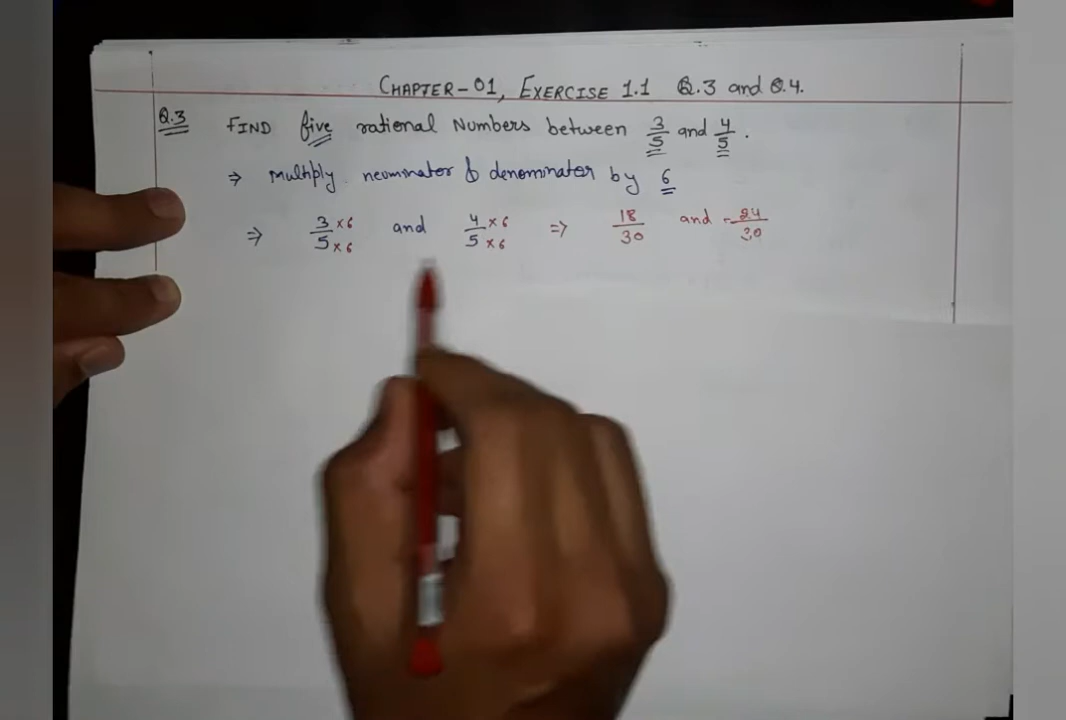 CHAPTER-01, EXERCISE 1.1 Q.3 and Q.4.
Q.3 FIND five rational Numbers between 3/5 and 4/5.
⇒ multiply neuminator & denominator by 6
⇒ 3×6/5×6 and 4×6/5×6 ⇒ 18/30 and 24/30